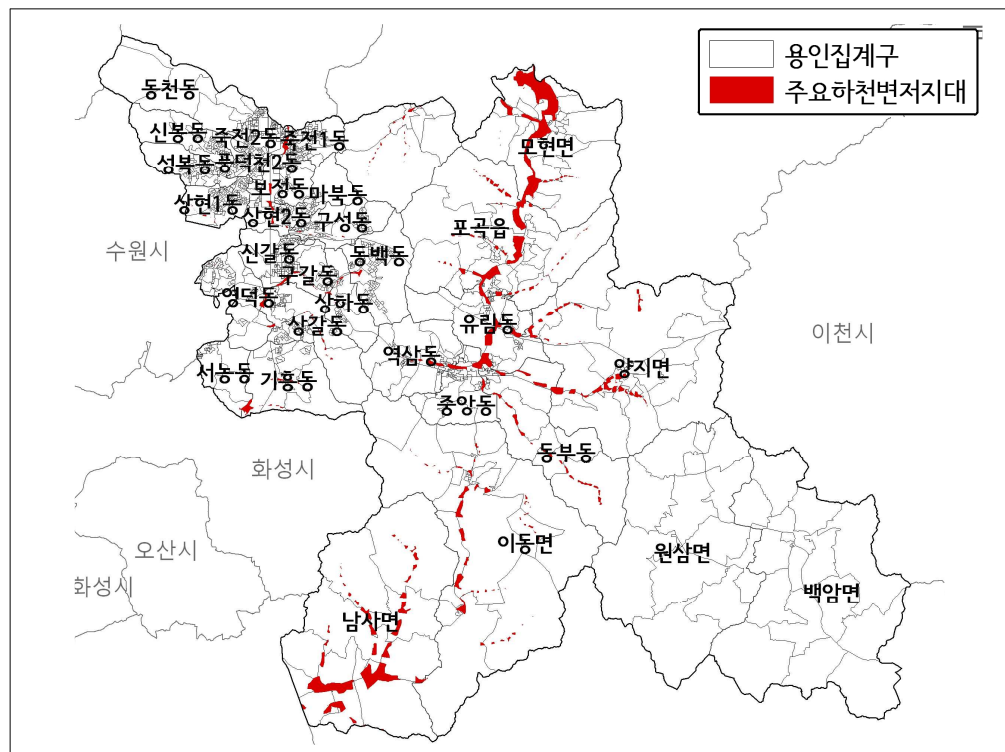 용인집계구
주요하천변저지대
동천동
신봉동
죽전2동
죽전1동
모현면
성복동
풍덕천2동
보정동
마북동
상현1동
상현2동
구성동
포곡읍
수원시
신갈동
동백동
구갈동
영덕동
상하동
상갈동
유림동
이천시
역삼동
양지면
서농동
기흥동
중앙동
동부동
화성시
이동면
오산시
원삼면
화성시
백암면
남사면